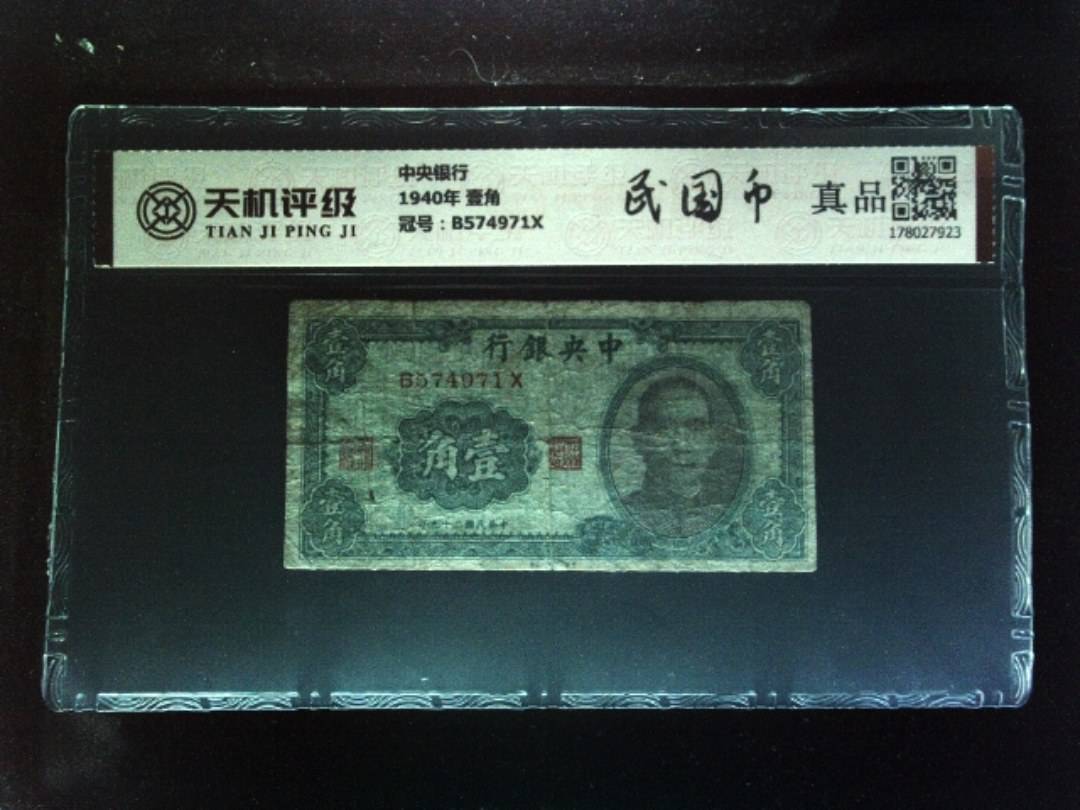 天机评级
TIAN JI PING JI
中央银行
1940年 壹角
冠号：B574971X
民国币
真品
178027923
壹角
壹角
行銀央中
B574971X
角壹
壹角
壹角